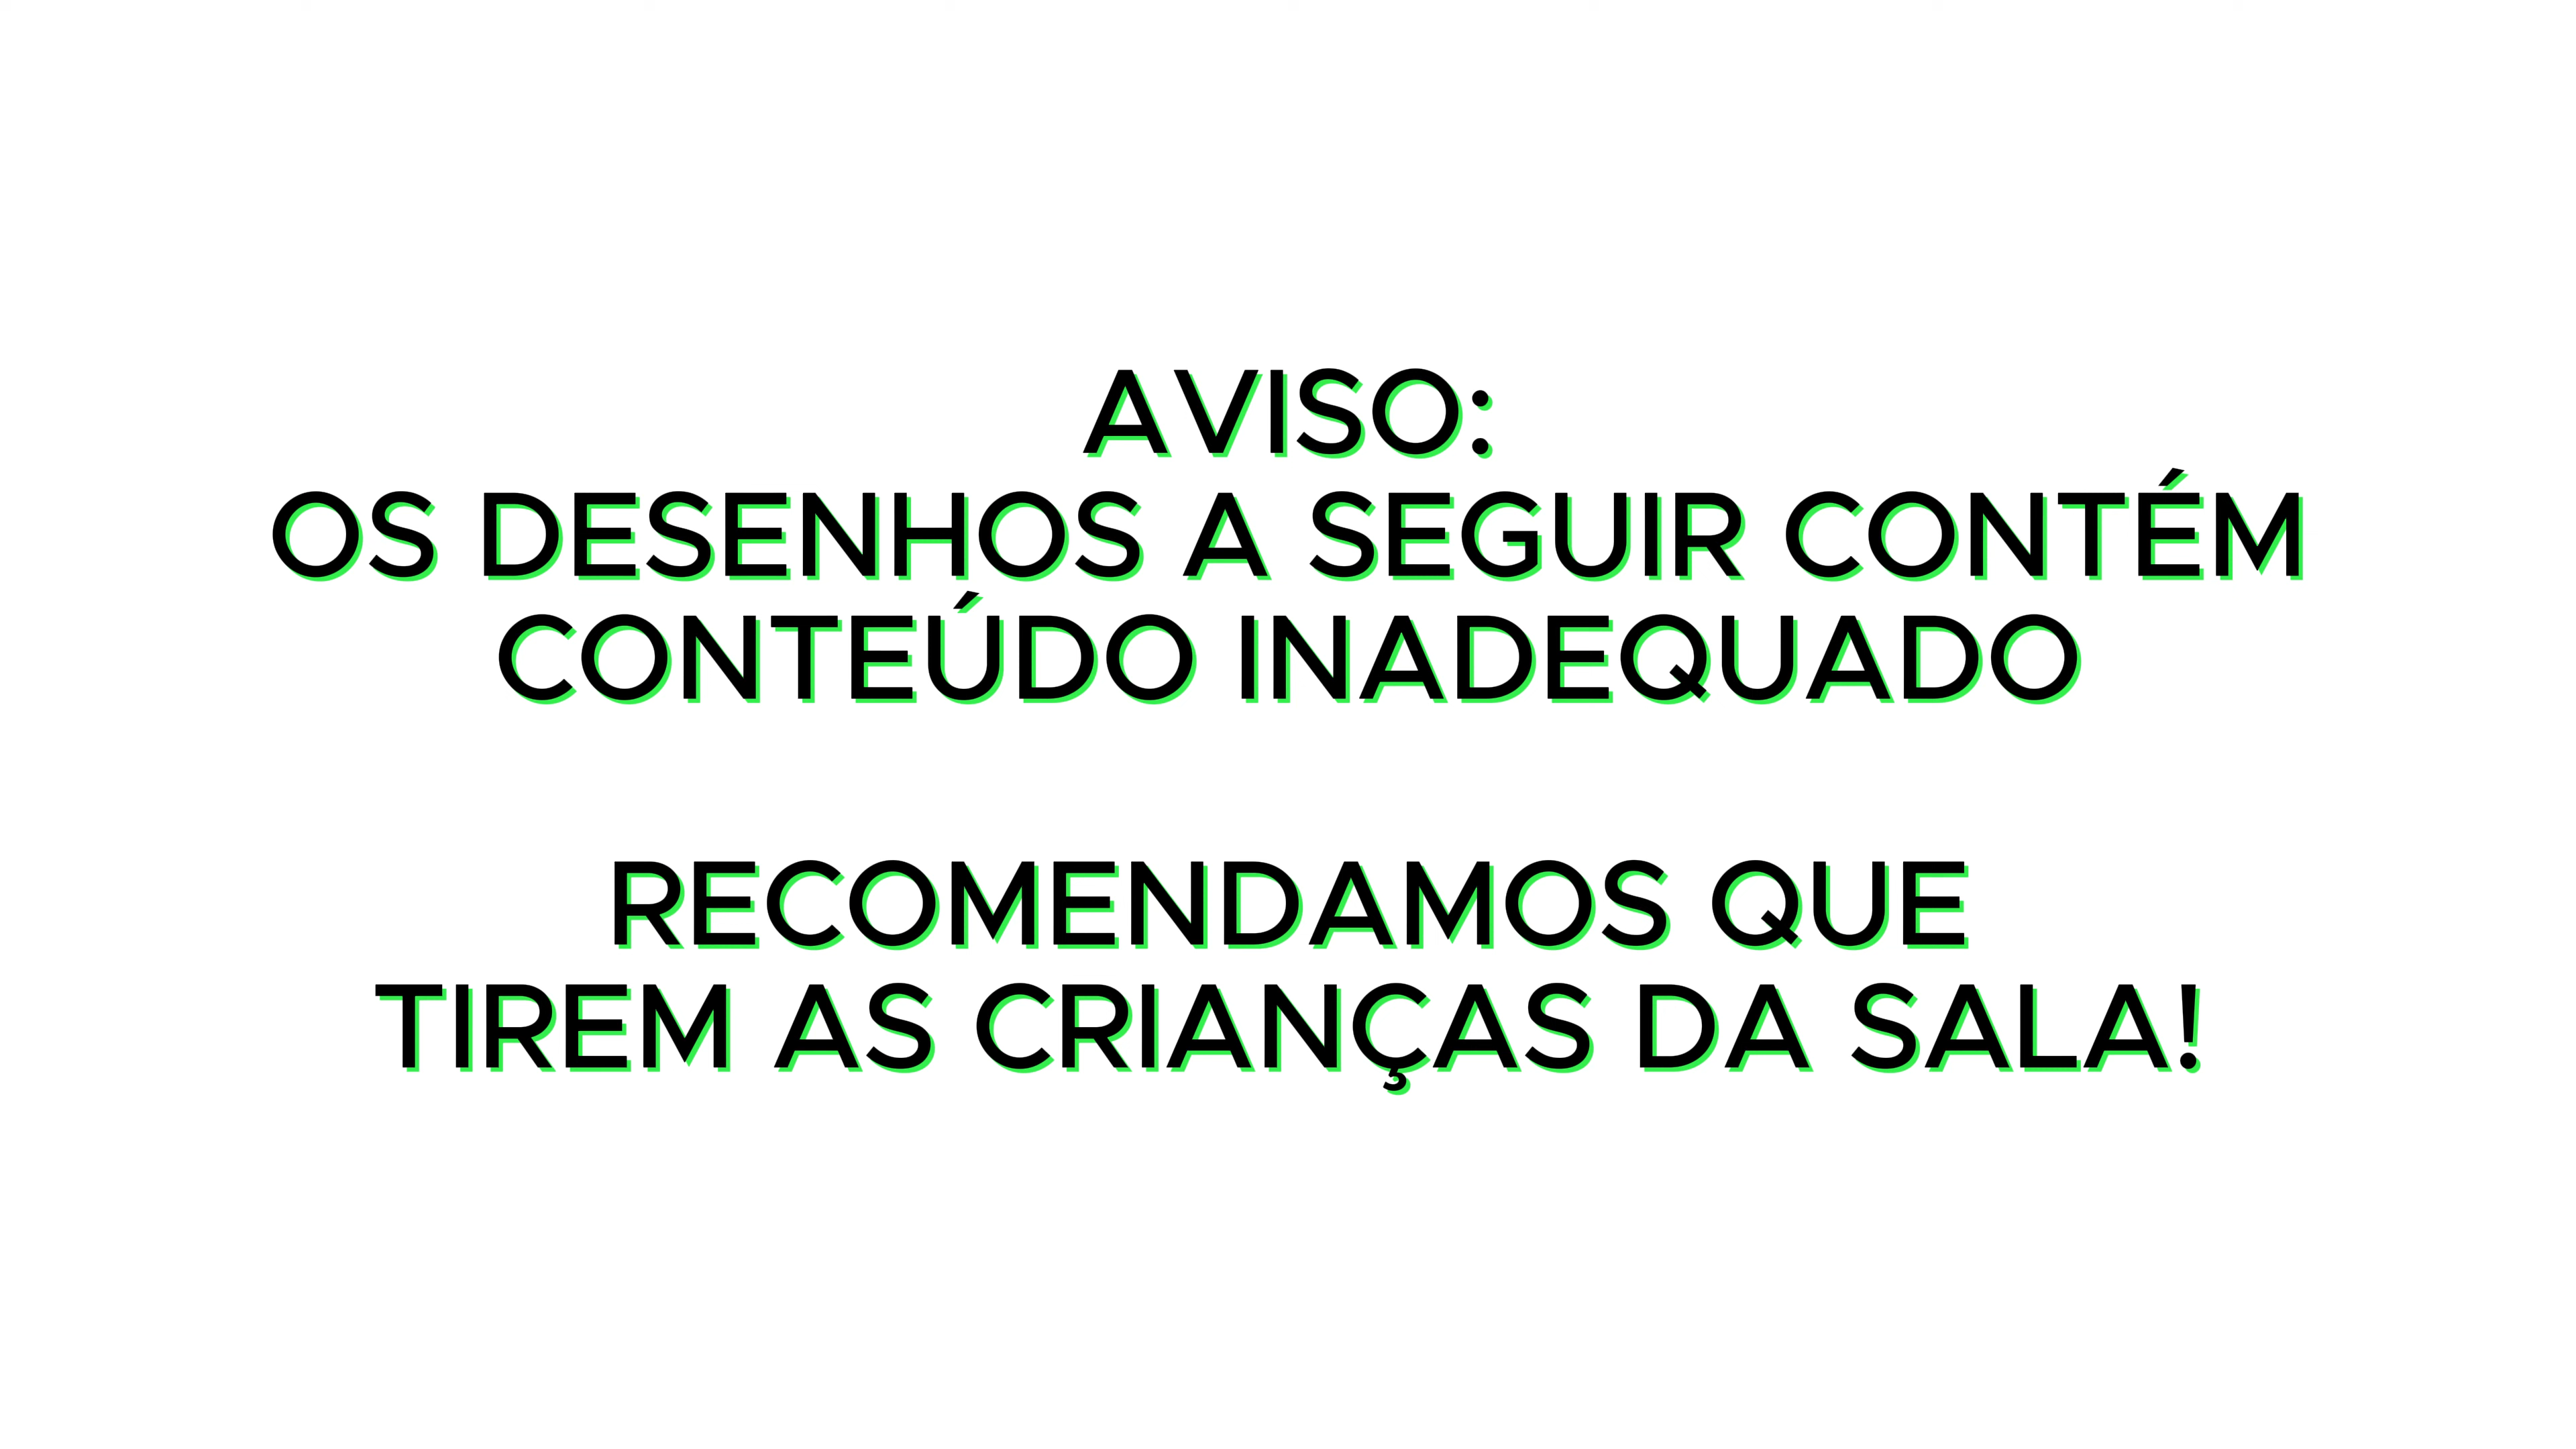 AVISO:
OS DESENHOS A SEGUIR CONTÉM
CONTEÚDO INADEQUADO
RECOMENDAMOS QUE
TIREM AS CRIANÇAS DA SALA!